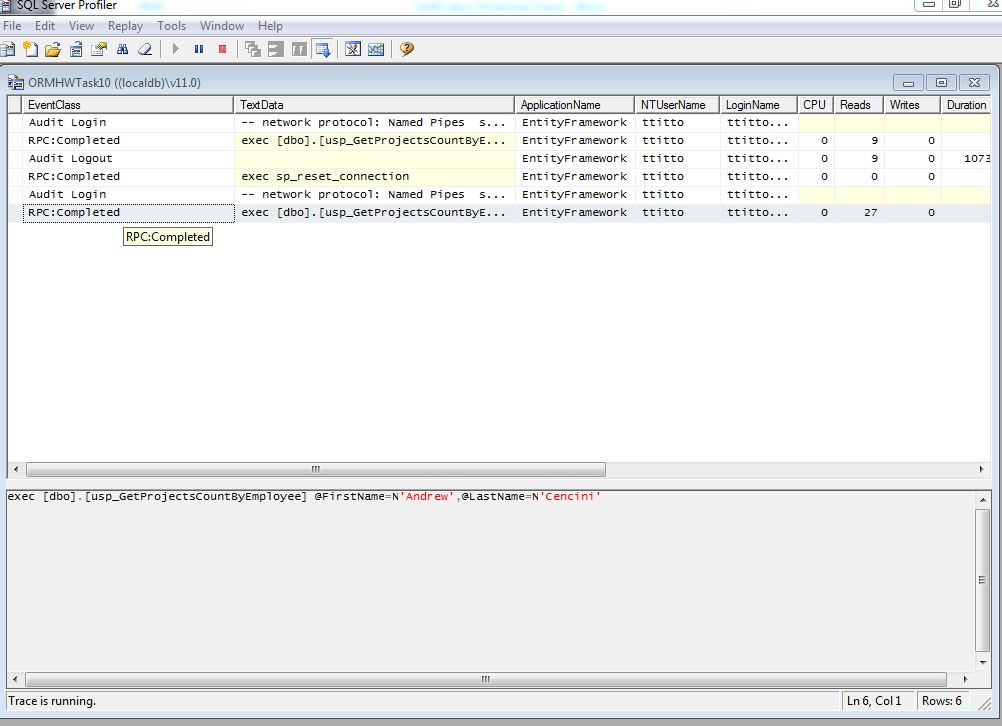 SQL Server Profiler
File Edit View Replay Tools Window Help
ORMHWTask10 ((localdb)\v11.0)
EventClass TextData ApplicationName NTUserName LoginName CPU Reads Writes Duration
Audit Login -- network protocol: Named Pipes s... EntityFramework ttitto ttitto...
RPC:Completed exec [dbo].[usp_GetProjectsCountByE... EntityFramework ttitto ttitto... 0 9 0
Audit Logout EntityFramework ttitto ttitto... 9 0 1073
RPC:Completed exec sp_reset_connection EntityFramework ttitto ttitto... 0 0 0
Audit Login -- network protocol: Named Pipes s... EntityFramework ttitto ttitto...
RPC:Completed exec [dbo].[usp_GetProjectsCountByE... EntityFramework ttitto ttitto... 0 27 0
RPC:Completed
exec [dbo].[usp_GetProjectsCountByEmployee] @FirstName=N'Andrew',@LastName=N'Cencini'
Trace is running. Ln 6, Col 1 Rows: 6